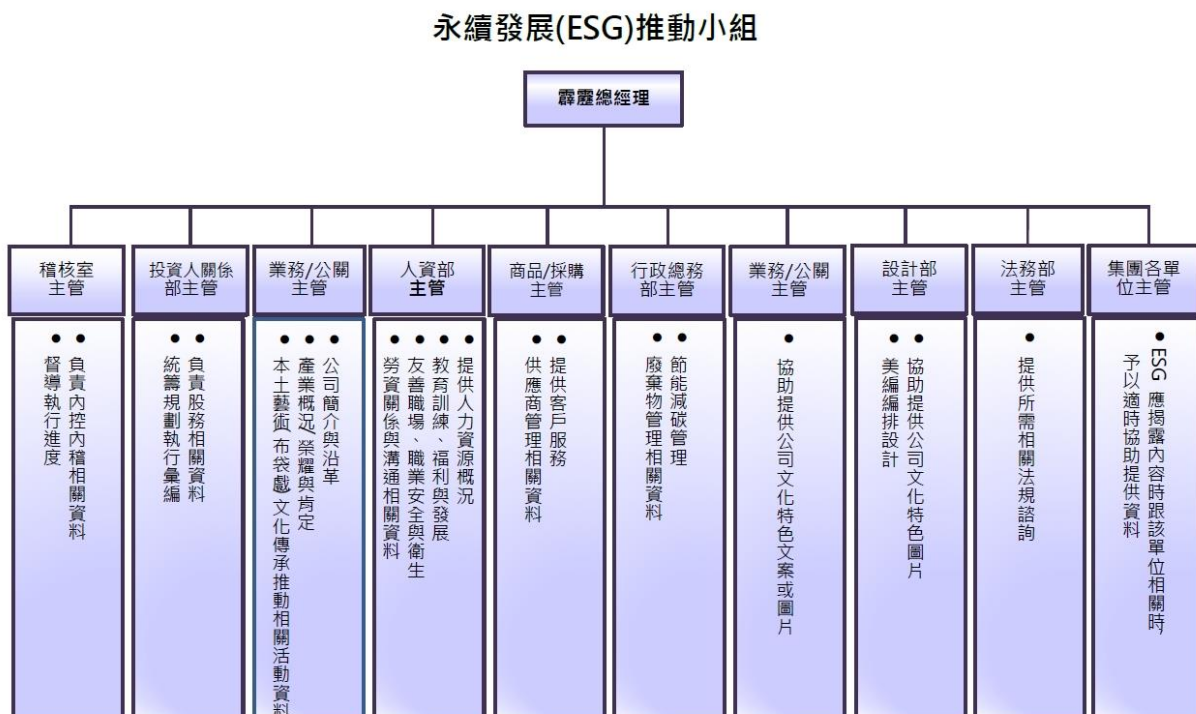 永續發展(ESG)推動小組
霹靂總經理
稽核室
主管
● 負責內控內稽相關資料
● 督導執行進度
投資人關係
部主管
● 負責股務相關資料
● 統籌規劃執行彙編
業務/公關
主管
● 公司簡介與沿革
● 產業概況、榮耀與肯定
● 本土藝術(布袋戲)文化傳承推動相關活動資料
人資部
主管
● 提供人力資源概況
● 教育訓練、福利與發展
● 友善職場、職業安全與衛生
● 勞資關係與溝通相關資料
商品/採購
主管
● 提供客戶服務
● 供應商管理相關資料
行政總務
部主管
● 節能減碳管理
● 廢棄物管理相關資料
業務/公關
主管
● 協助提供公司文化特色文案或圖片
設計部
主管
● 協助提供公司文化特色圖片
● 美編編排設計
法務部
主管
● 提供所需相關法規諮詢
集團各單
位主管
● ESG 應揭露內容時跟該單位相關時,
予以適時協助提供資料